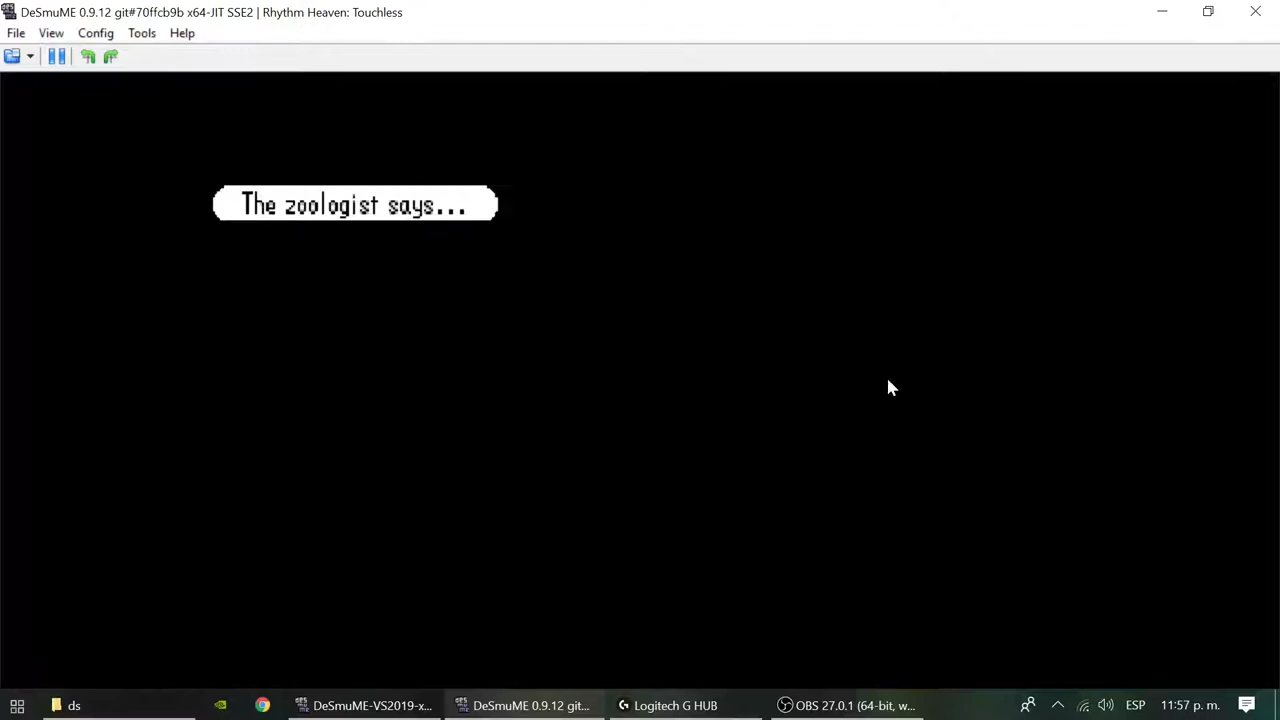 DeSmuME 0.9.12 git#70ffcb9b x64-JIT SSE2 | Rhythm Heaven: Touchless
File View Config Tools Help
The zoologist says...
ds DeSmuME-VS2019-x... DeSmuME 0.9.12 git... Logitech G HUB OBS 27.0.1 (64-bit, w... ESP 11:57 p. m.